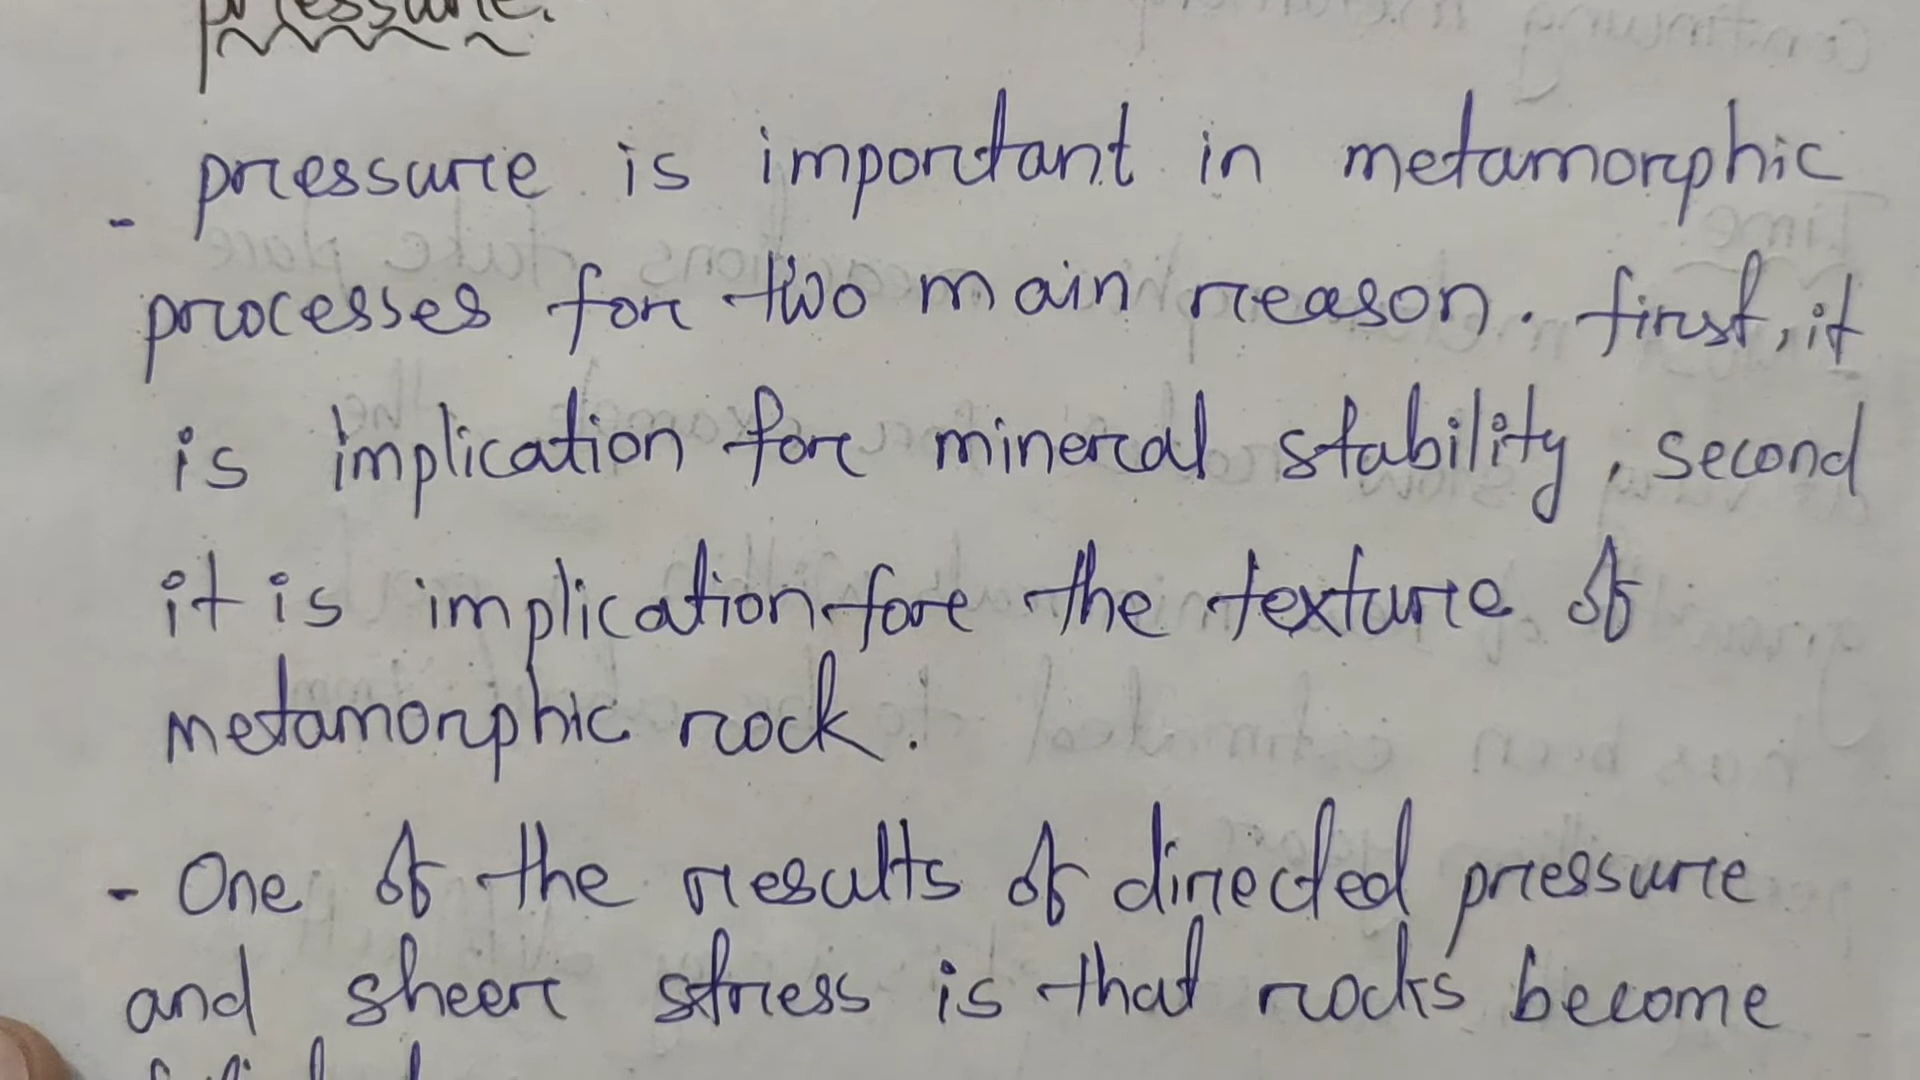 pressure.
- pressure is important in metamorphic
processes for two main reason. first, it
is implication for mineral stability, second
it is implication for the texture of
metamorphic rock.
- One of the results of directed pressure
and sheer stress is that rocks become